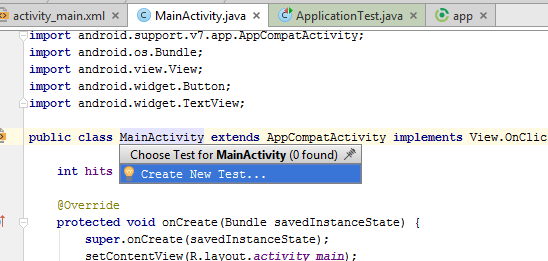 activity_main.xml MainActivity.java ApplicationTest.java app
import android.support.v7.app.AppCompatActivity;
import android.os.Bundle;
import android.view.View;
import android.widget.Button;
import android.widget.TextView;
public class MainActivity extends AppCompatActivity implements View.OnClic
Choose Test for MainActivity (0 found)
int hits
Create New Test...
@Override
protected void onCreate(Bundle savedInstanceState) {
super.onCreate(savedInstanceState);
setContentView(R.layout.activity_main);